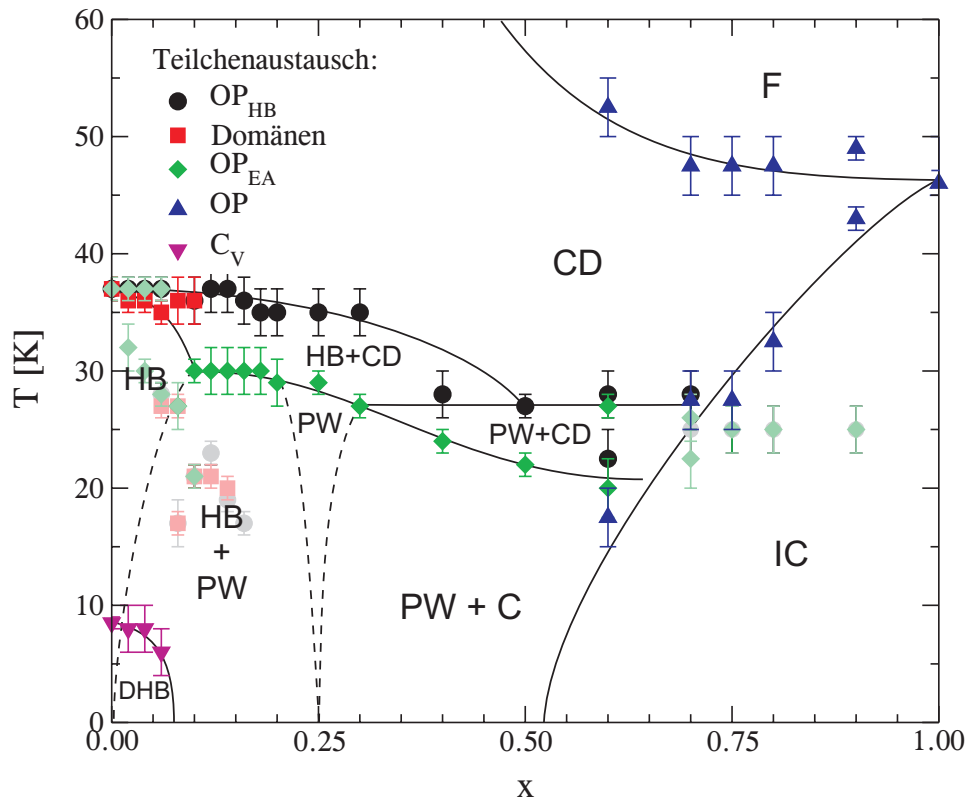 60
50
40
30
20
10
0
T [K]
Teilchenaustausch:
OP_HB
Domänen
OP_EA
OP
C_V
F
CD
HB+CD
HB
PW
PW+CD
HB
+
PW
PW + C
IC
DHB
0.00
0.25
0.50
0.75
1.00
x